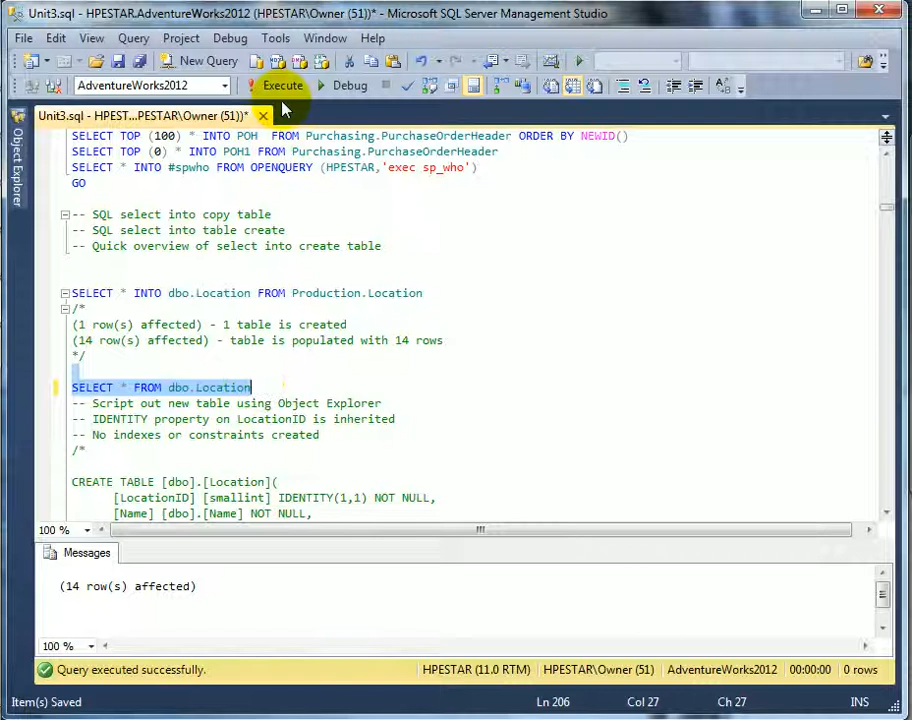 Unit3.sql - HPESTAR.AdventureWorks2012 (HPESTAR\Owner (51))* - Microsoft SQL Server Management Studio
File Edit View Query Project Debug Tools Window Help
New Query
AdventureWorks2012 Execute Debug
Unit3.sql - HPEST...PESTAR\Owner (51))*
Object Explorer
SELECT TOP (100) * INTO POH  FROM Purchasing.PurchaseOrderHeader ORDER BY NEWID()
SELECT TOP (0) * INTO POH1 FROM Purchasing.PurchaseOrderHeader
SELECT * INTO #spwho FROM OPENQUERY (HPESTAR,'exec sp_who')
GO
-- SQL select into copy table
-- SQL select into table create
-- Quick overview of select into create table
SELECT * INTO dbo.Location FROM Production.Location
/*
(1 row(s) affected) - 1 table is created
(14 row(s) affected) - table is populated with 14 rows
*/
SELECT * FROM dbo.Location
-- Script out new table using Object Explorer
-- IDENTITY property on LocationID is inherited
-- No indexes or constraints created
/*
CREATE TABLE [dbo].[Location](
[LocationID] [smallint] IDENTITY(1,1) NOT NULL,
[Name] [dbo].[Name] NOT NULL,
100 %
Messages
(14 row(s) affected)
100 %
Query executed successfully. HPESTAR (11.0 RTM) HPESTAR\Owner (51) AdventureWorks2012 00:00:00 0 rows
Item(s) Saved Ln 206 Col 27 Ch 27 INS